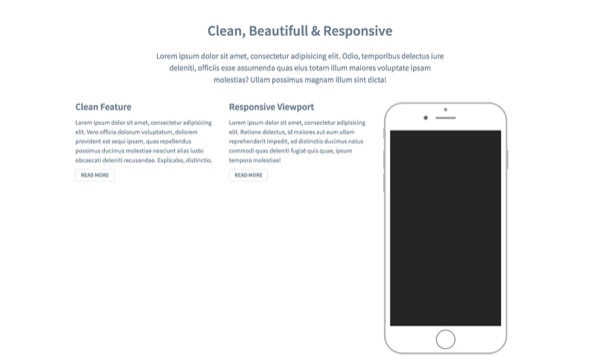 Clean, Beautifull & Responsive
Lorem ipsum dolor sit amet, consectetur adipisicing elit. Odio, temporibus delectus iure
deleniti, officiis esse assumenda quas eius totam illum maiores voluptate ipsam
molestias? Ullam possimus magnam illum sint dicta!
Clean Feature
Lorem ipsum dolor sit amet, consectetur adipisicing
elit. Vero officia dolorum voluptatum, dolorem
provident est sequi ipsam, quas repellendus
possimus ducimus molestiae nesciunt alias iusto
obcaecati deleniti recusandae. Explicabo, distinctio.
READ MORE
Responsive Viewport
Lorem ipsum dolor sit amet, consectetur adipisicing
elit. Ratione delectus, id maiores aut eum ullam
reprehenderit impedit, ad distinctio ducimus natus
commodi quas deleniti fugiat quis quae, ipsum
tempora molestiae!
READ MORE